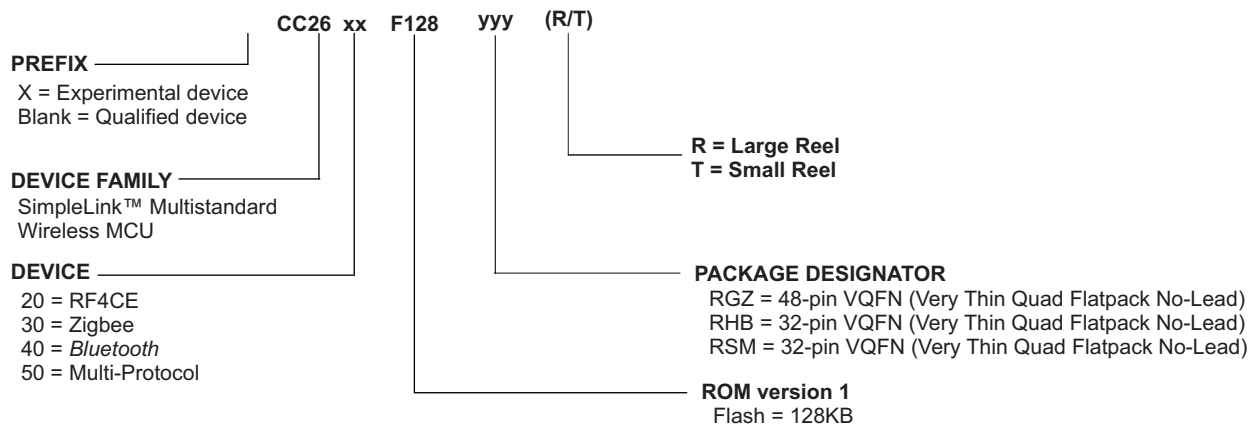 CC26 xx F128 yyy (R/T)
PREFIX
X = Experimental device
Blank = Qualified device
R = Large Reel
T = Small Reel
DEVICE FAMILY
SimpleLink™ Multistandard
Wireless MCU
DEVICE
20 = RF4CE
30 = Zigbee
40 = Bluetooth
50 = Multi-Protocol
PACKAGE DESIGNATOR
RGZ = 48-pin VQFN (Very Thin Quad Flatpack No-Lead)
RHB = 32-pin VQFN (Very Thin Quad Flatpack No-Lead)
RSM = 32-pin VQFN (Very Thin Quad Flatpack No-Lead)
ROM version 1
Flash = 128KB